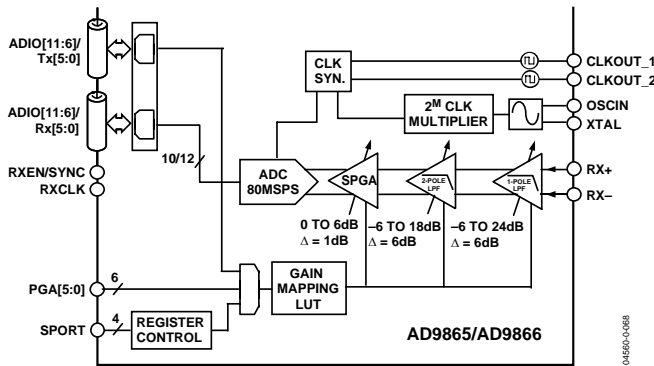 ADIO[11:6]/
Tx[5:0]
ADIO[11:6]/
Rx[5:0]
RXEN/SYNC
RXCLK
PGA[5:0]
SPORT
10/12
6
4
REGISTER
CONTROL
GAIN
MAPPING
LUT
ADC
80MSPS
SPGA
2-POLE
LPF
1-POLE
LPF
0 TO 6dB
Δ = 1dB
–6 TO 18dB
Δ = 6dB
–6 TO 24dB
Δ = 6dB
CLK
SYN.
2M CLK
MULTIPLIER
CLKOUT_1
CLKOUT_2
OSCIN
XTAL
RX+
RX–
AD9865/AD9866
04560-0-068